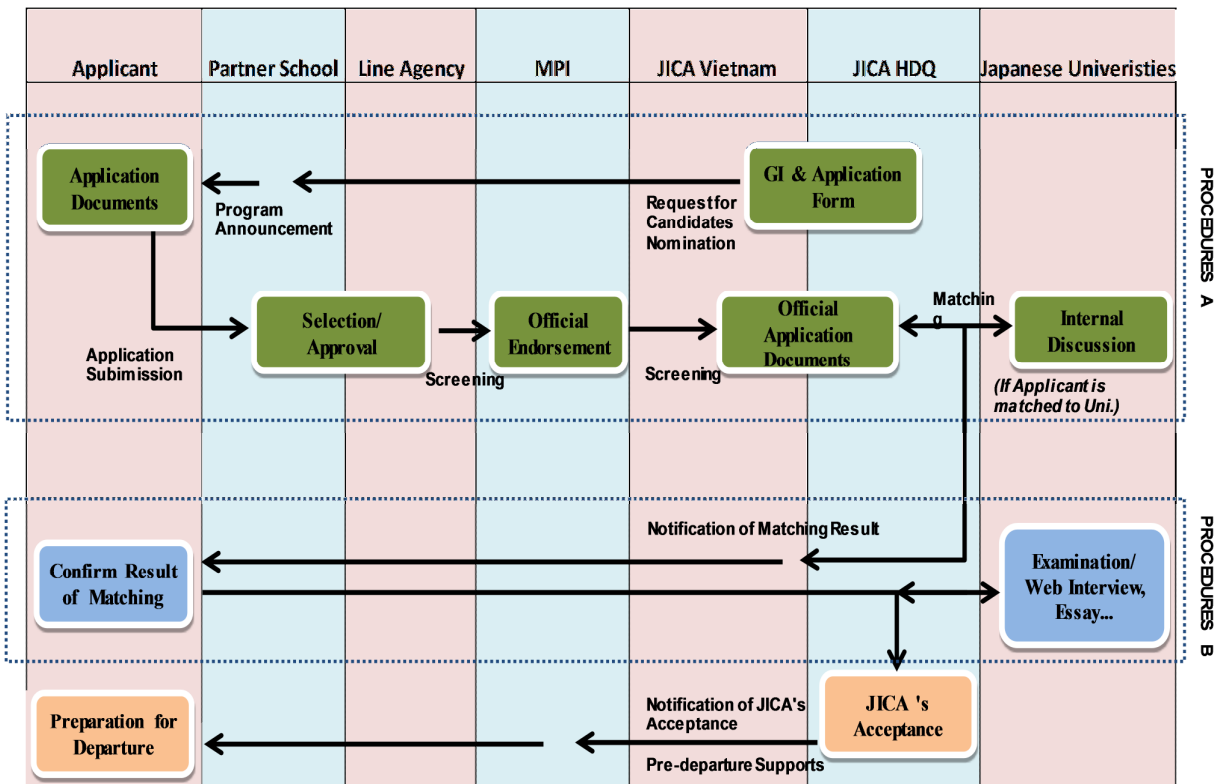 Applicant
Partner School
Line Agency
MPI
JICA Vietnam
JICA HDQ
Japanese Univeristies
PROCEDURES A
Application
Documents
Program
Announcement
Request for
Candidates
Nomination
GI & Application
Form
Application
Subimission
Selection/
Approval
Screening
Official
Endorsement
Screening
Official
Application
Documents
Matchin
g
Internal
Discussion
(If Applicant is
matched to Uni.)
PROCEDURES B
Notification of Matching Result
Confirm Result
of Matching
Examination/
Web Interview,
Essay...
Preparation for
Departure
Notification of JICA's
Acceptance
Pre-departure Supports
JICA 's
Acceptance